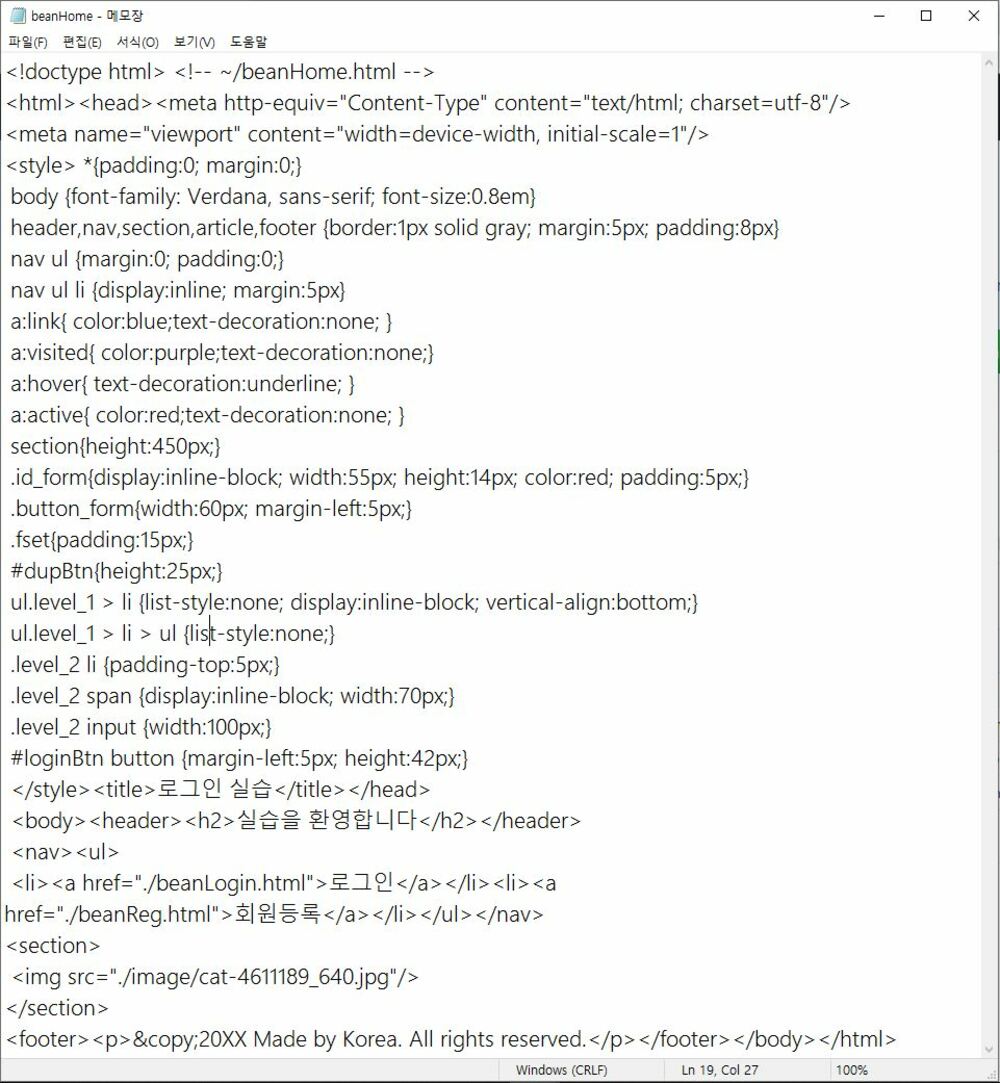 beanHome - 메모장
파일(F) 편집(E) 서식(O) 보기(V) 도움말
<!doctype html> <!-- ~/beanHome.html -->
<html><head><meta http-equiv="Content-Type" content="text/html; charset=utf-8"/>
<meta name="viewport" content="width=device-width, initial-scale=1"/>
<style> *{padding:0; margin:0;}
body {font-family: Verdana, sans-serif; font-size:0.8em}
header,nav,section,article,footer {border:1px solid gray; margin:5px; padding:8px}
nav ul {margin:0; padding:0;}
nav ul li {display:inline; margin:5px}
a:link{ color:blue;text-decoration:none; }
a:visited{ color:purple;text-decoration:none;}
a:hover{ text-decoration:underline; }
a:active{ color:red;text-decoration:none; }
section{height:450px;}
.id_form{display:inline-block; width:55px; height:14px; color:red; padding:5px;}
.button_form{width:60px; margin-left:5px;}
.fset{padding:15px;}
#dupBtn{height:25px;}
ul.level_1 > li {list-style:none; display:inline-block; vertical-align:bottom;}
ul.level_1 > li > ul {list-style:none;}
.level_2 li {padding-top:5px;}
.level_2 span {display:inline-block; width:70px;}
.level_2 input {width:100px;}
#loginBtn button {margin-left:5px; height:42px;}
</style><title>로그인 실습</title></head>
<body><header><h2>실습을 환영합니다</h2></header>
<nav><ul>
<li><a href="./beanLogin.html">로그인</a></li><li><a
href="./beanReg.html">회원등록</a></li></ul></nav>
<section>
<img src="./image/cat-4611189_640.jpg"/>
</section>
<footer><p>&copy;20XX Made by Korea. All rights reserved.</p></footer></body></html>
Windows (CRLF) Ln 19, Col 27 100%